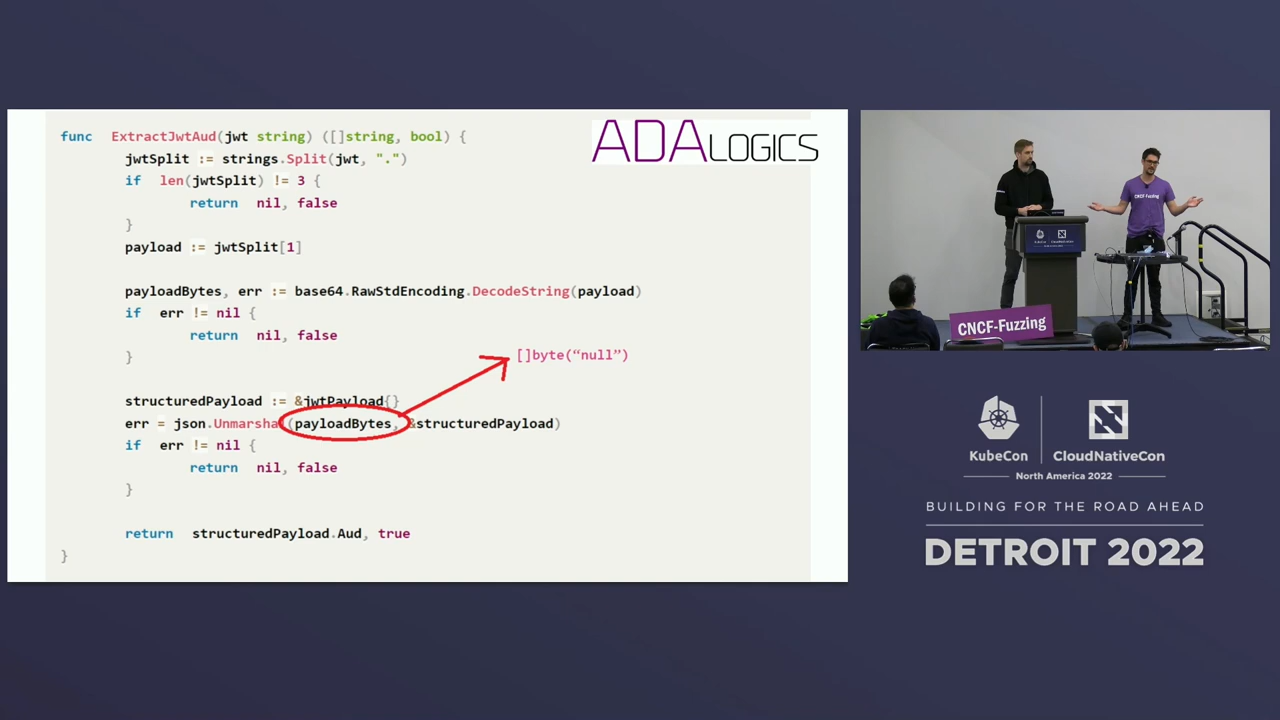 func ExtractJwtAud(jwt string) ([]string, bool) {
jwtSplit := strings.Split(jwt, ".")
if len(jwtSplit) != 3 {
return nil, false
}
payload := jwtSplit[1]
payloadBytes, err := base64.RawStdEncoding.DecodeString(payload)
if err != nil {
return nil, false
}
[]byte(“null”)
structuredPayload := &jwtPayload{}
err = json.Unmarshal(payloadBytes, &structuredPayload)
if err != nil {
return nil, false
}
return structuredPayload.Aud, true
}
ADALOGICS
CNCF-Fuzzing
CNCF-Fuzzing
KubeCon
CloudNativeCon
North America 2022
BUILDING FOR THE ROAD AHEAD
DETROIT 2022